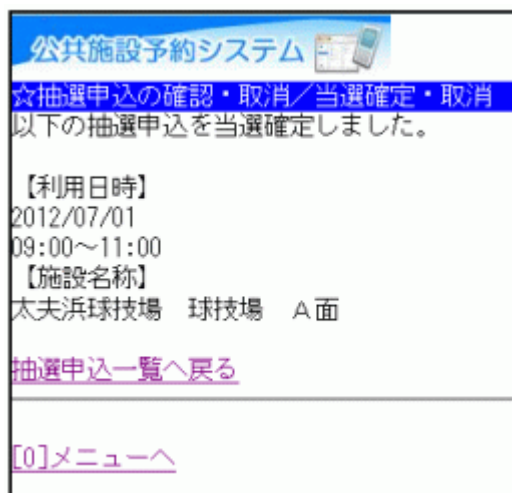 公共施設予約システム
☆抽選申込の確認・取消/当選確定・取消
以下の抽選申込を当選確定しました。
【利用日時】
2012/07/01
09:00~11:00
【施設名称】
太夫浜球技場 球技場 A面
抽選申込一覧へ戻る
[0]メニューへ